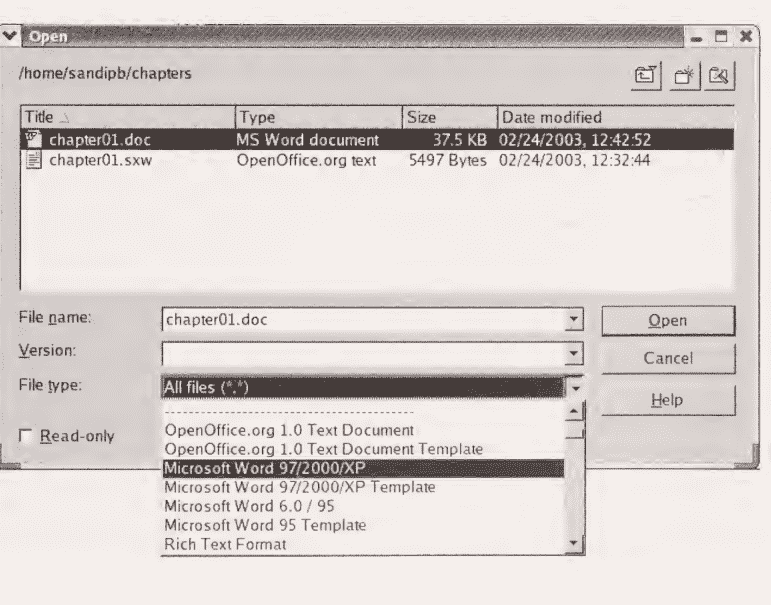 Open
/home/sandipb/chapters
Title Type Size Date modified
chapter01.doc MS Word document 37.5 KB 02/24/2003, 12:42:52
chapter01.sxw OpenOffice.org text 5497 Bytes 02/24/2003, 12:32:44
File name: chapter01.doc Open
Version: Cancel
File type: All files (*.*)
Help
Read-only
OpenOffice.org 1.0 Text Document
OpenOffice.org 1.0 Text Document Template
Microsoft Word 97/2000/XP
Microsoft Word 97/2000/XP Template
Microsoft Word 6.0 / 95
Microsoft Word 95 Template
Rich Text Format